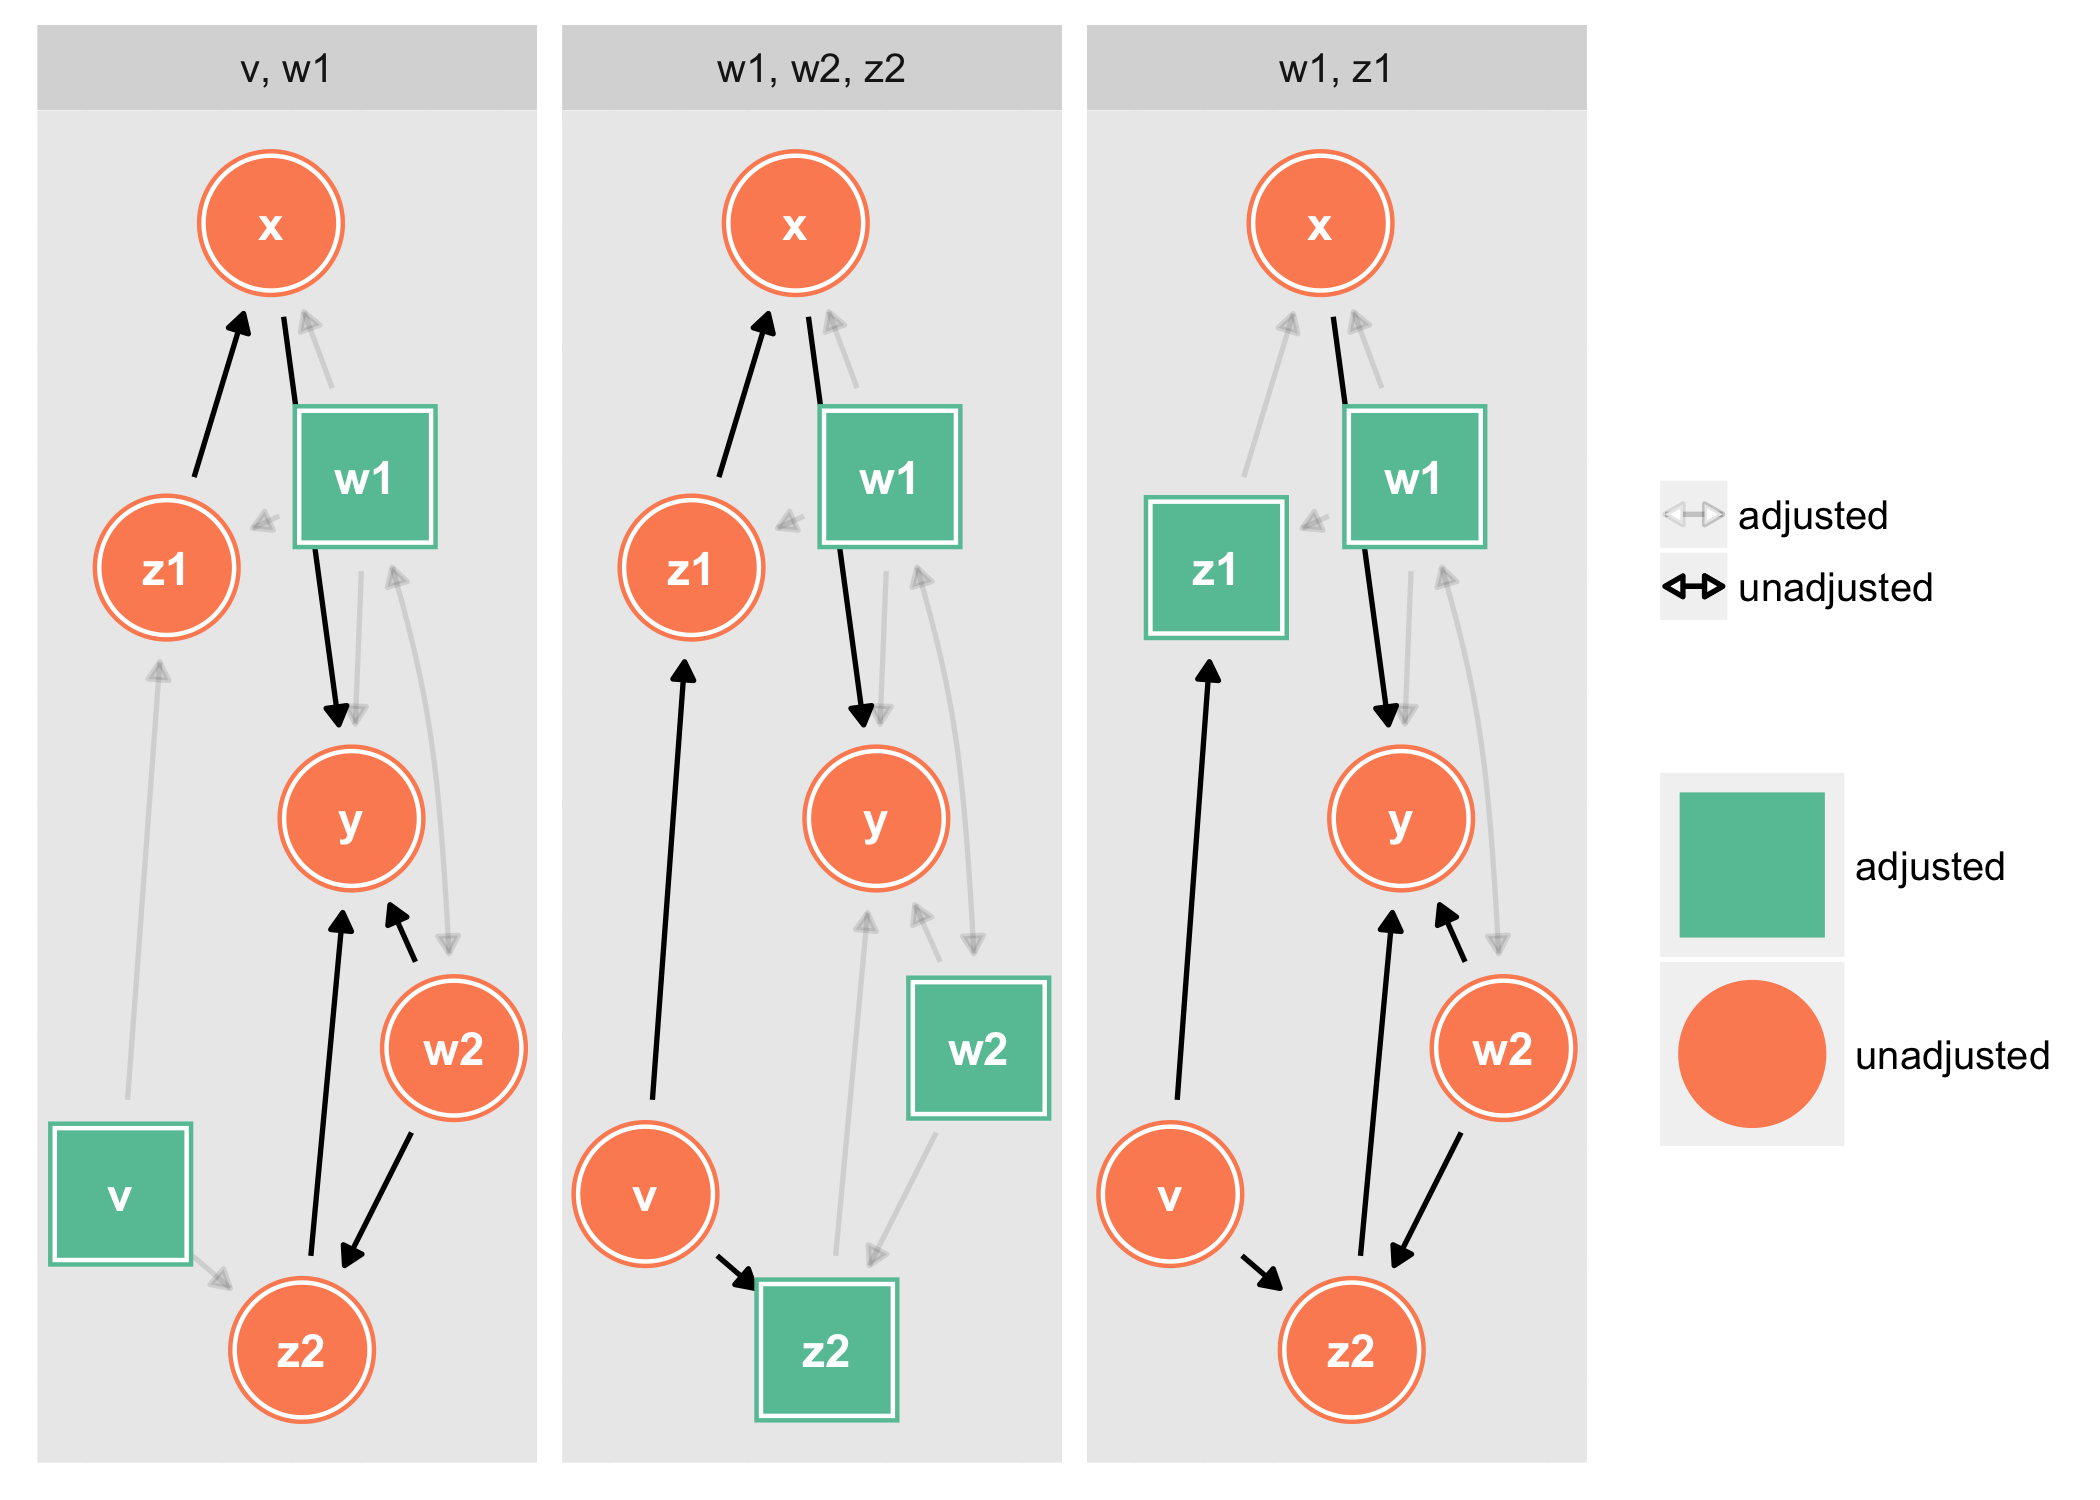 v, w1
x
w1
z1
y
w2
v
z2
w1, w2, z2
x
w1
z1
y
w2
v
z2
w1, z1
x
w1
z1
y
w2
v
z2
adjusted
unadjusted
adjusted
unadjusted